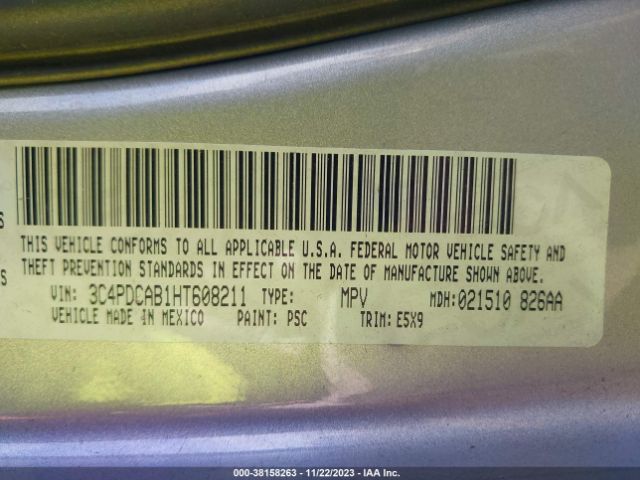 S
THIS VEHICLE CONFORMS TO ALL APPLICABLE U.S.A. FEDERAL MOTOR VEHICLE SAFETY AND
S THEFT PREVENTION STANDARDS IN EFFECT ON THE DATE OF MANUFACTURE SHOWN ABOVE.
VIN: 3C4PDCAB1HT608211 TYPE: MPV MDH:021510 826AA
VEHICLE MADE IN MEXICO PAINT: PSC TRIM: E5X9
000-38158263 - 11/22/2023 - IAA Inc.